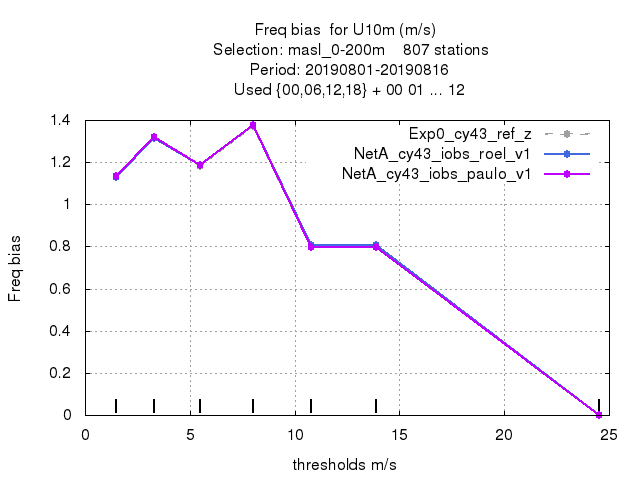 Freq bias  for U10m (m/s)
Selection: masl_0-200m    807 stations
Period: 20190801-20190816
Used {00,06,12,18} + 00 01 ... 12
Exp0_cy43_ref_z
NetA_cy43_iobs_roel_v1
NetA_cy43_iobs_paulo_v1
1.4
1.2
1
0.8
0.6
0.4
0.2
0
Freq bias
0 5 10 15 20 25
thresholds m/s